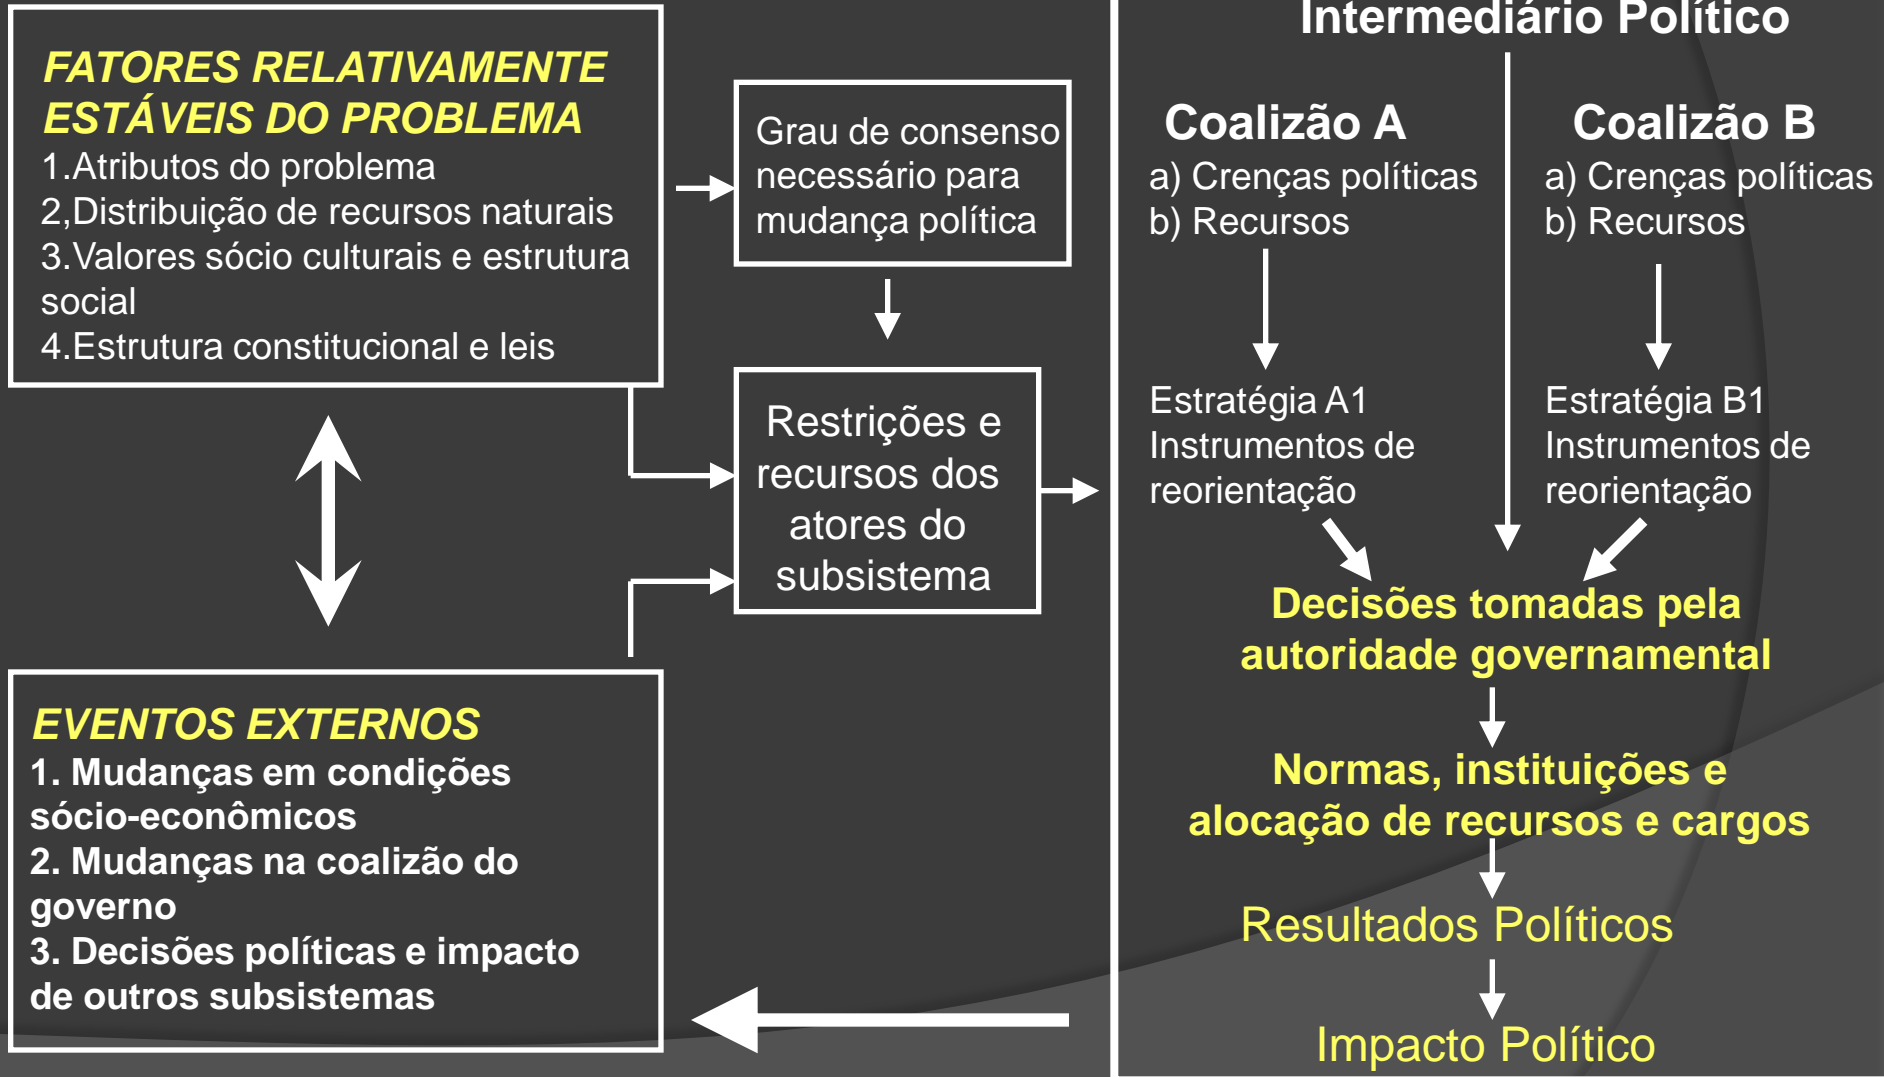 FATORES RELATIVAMENTE
ESTÁVEIS DO PROBLEMA
1.Atributos do problema
2,Distribuição de recursos naturais
3.Valores sócio culturais e estrutura
social
4.Estrutura constitucional e leis
EVENTOS EXTERNOS
1. Mudanças em condições
sócio-econômicos
2. Mudanças na coalizão do
governo
3. Decisões políticas e impacto
de outros subsistemas
Grau de consenso
necessário para
mudança política
Restrições e
recursos dos
atores do
subsistema
Intermediário Político
Coalizão A
a) Crenças políticas
b) Recursos
Estratégia A1
Instrumentos de
reorientação
Coalizão B
a) Crenças políticas
b) Recursos
Estratégia B1
Instrumentos de
reorientação
Decisões tomadas pela
autoridade governamental
Normas, instituições e
alocação de recursos e cargos
Resultados Políticos
Impacto Político